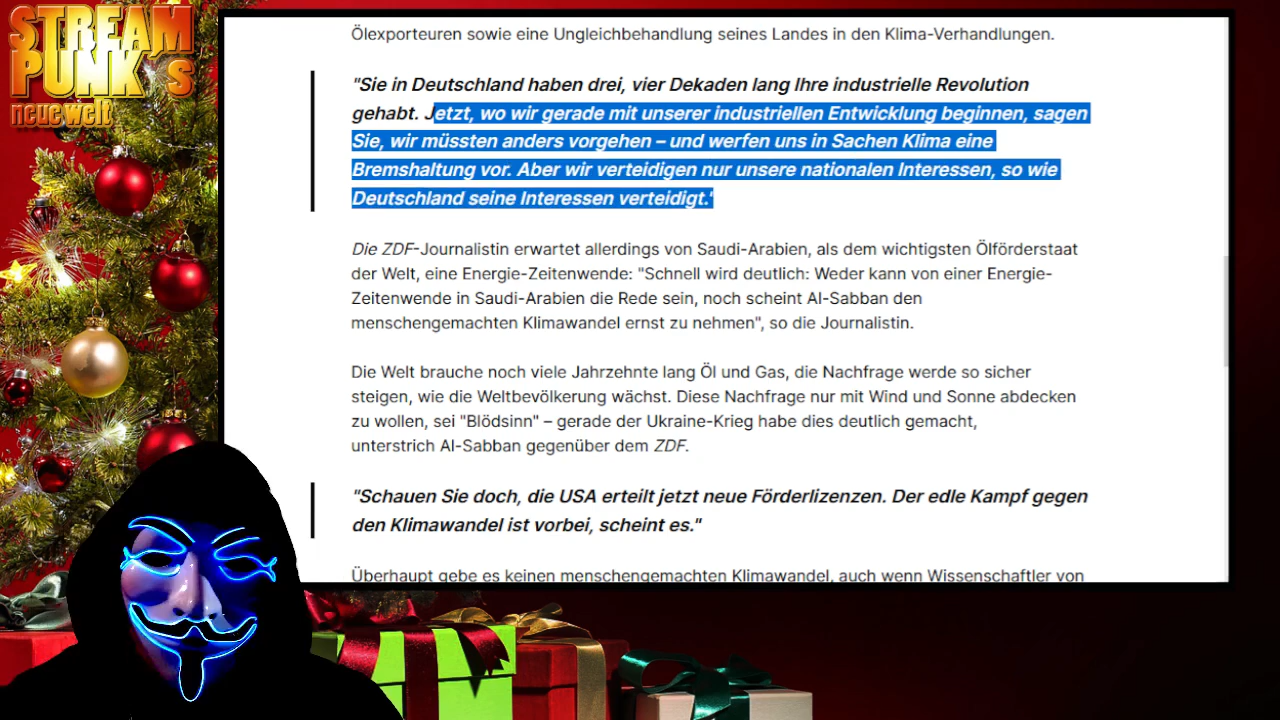 STREAM
PUNK´S
neue welt
Ölexporteuren sowie eine Ungleichbehandlung seines Landes in den Klima-Verhandlungen.
"Sie in Deutschland haben drei, vier Dekaden lang Ihre industrielle Revolution
gehabt. Jetzt, wo wir gerade mit unserer industriellen Entwicklung beginnen, sagen
Sie, wir müssten anders vorgehen – und werfen uns in Sachen Klima eine
Bremshaltung vor. Aber wir verteidigen nur unsere nationalen Interessen, so wie
Deutschland seine Interessen verteidigt."
Die ZDF-Journalistin erwartet allerdings von Saudi-Arabien, als dem wichtigsten Ölförderstaat
der Welt, eine Energie-Zeitenwende: "Schnell wird deutlich: Weder kann von einer Energie-
Zeitenwende in Saudi-Arabien die Rede sein, noch scheint Al-Sabban den
menschengemachten Klimawandel ernst zu nehmen", so die Journalistin.
Die Welt brauche noch viele Jahrzehnte lang Öl und Gas, die Nachfrage werde so sicher
steigen, wie die Weltbevölkerung wächst. Diese Nachfrage nur mit Wind und Sonne abdecken
zu wollen, sei "Blödsinn" – gerade der Ukraine-Krieg habe dies deutlich gemacht,
unterstrich Al-Sabban gegenüber dem ZDF.
"Schauen Sie doch, die USA erteilt jetzt neue Förderlizenzen. Der edle Kampf gegen
den Klimawandel ist vorbei, scheint es."
Überhaupt gebe es keinen menschengemachten Klimawandel, auch wenn Wissenschaftler von